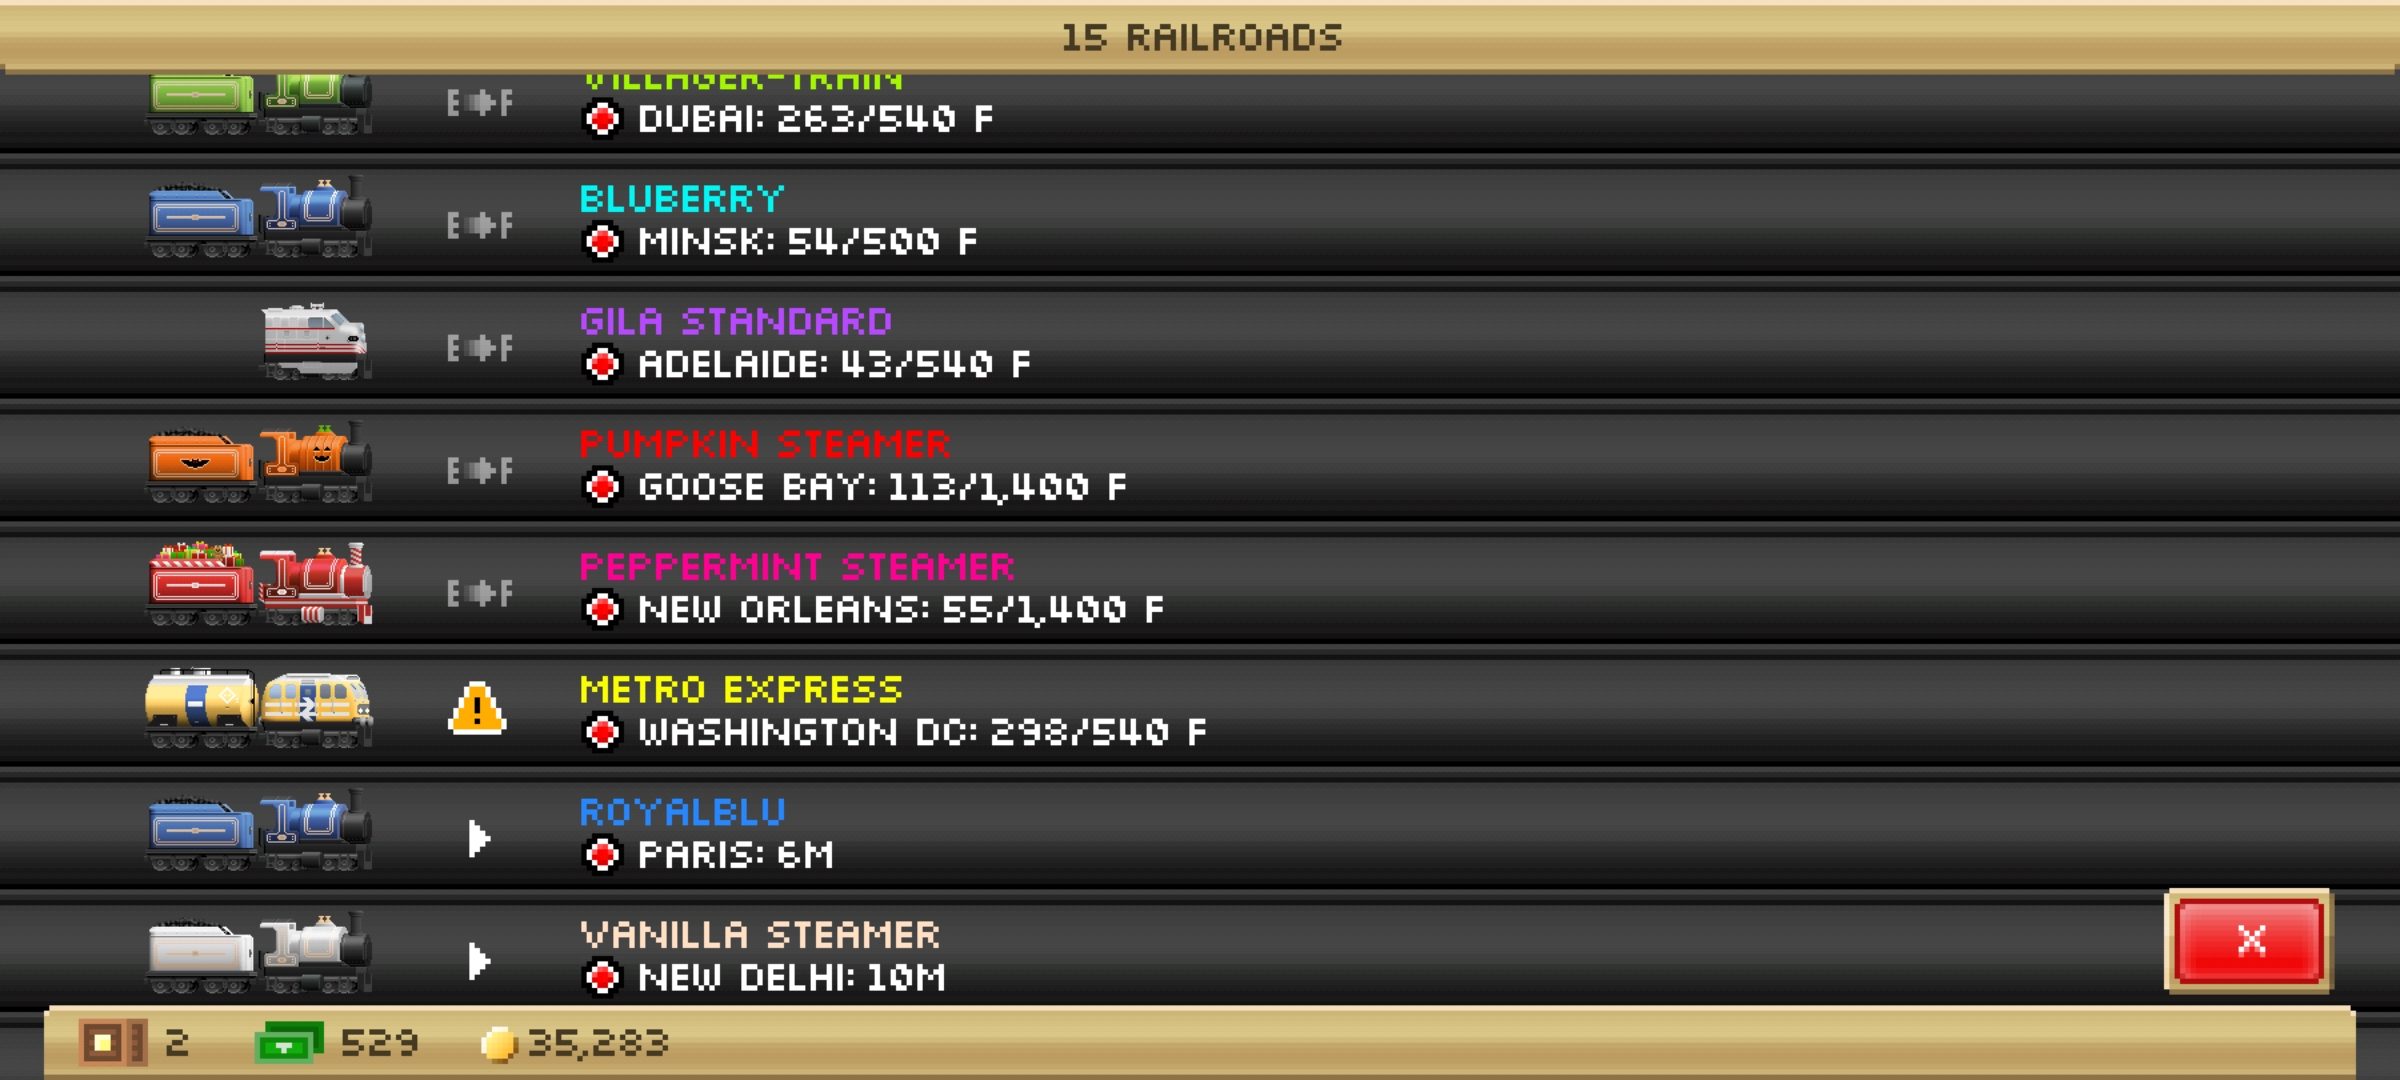 15 RAILROADS
VILLAGER-TRAIN
E F
DUBAI: 263/540 F
BLUBERRY
E F
MINSK: 54/500 F
GILA STANDARD
E F
ADELAIDE: 43/540 F
PUMPKIN STEAMER
E F
GOOSE BAY: 113/1,400 F
PEPPERMINT STEAMER
E F
NEW ORLEANS: 55/1,400 F
METRO EXPRESS
!
WASHINGTON DC: 298/540 F
ROYALBLU
PARIS: 6M
VANILLA STEAMER
NEW DELHI: 10M
X
2 529 35,283